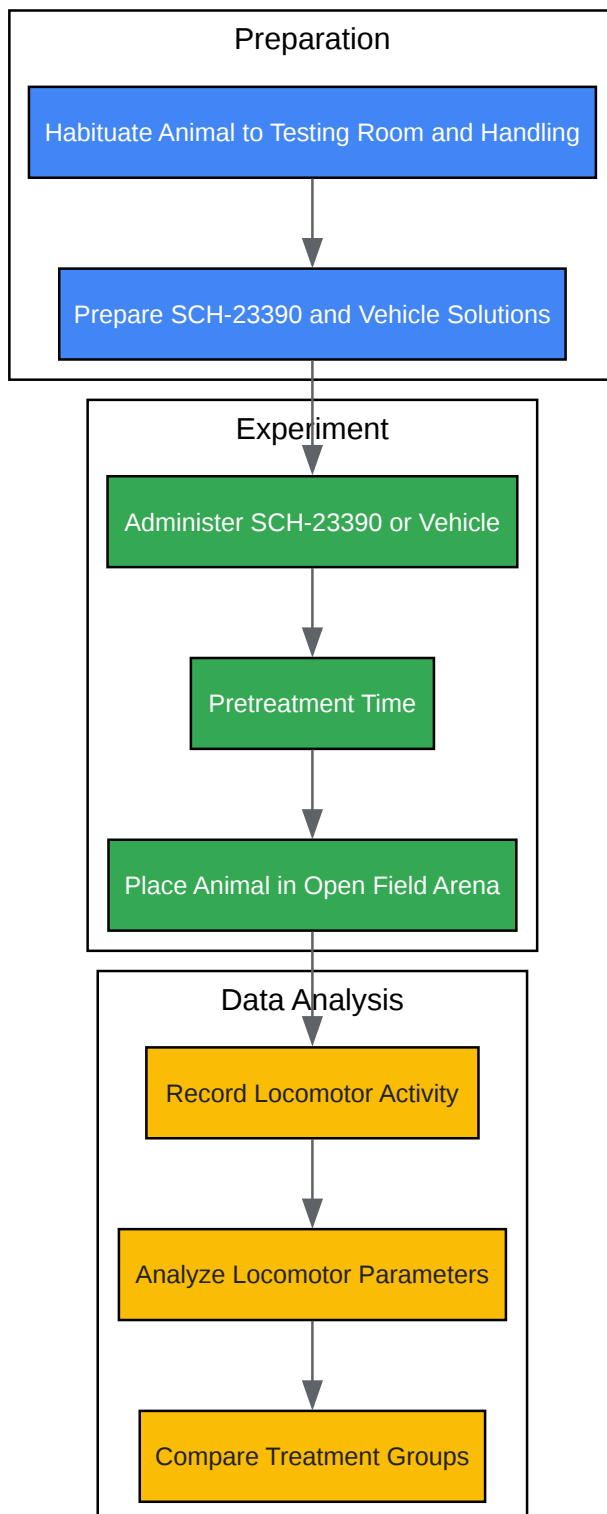 Preparation
Habituate Animal to Testing Room and Handling
Prepare SCH-23390 and Vehicle Solutions
Experiment
Administer SCH-23390 or Vehicle
Pretreatment Time
Place Animal in Open Field Arena
Data Analysis
Record Locomotor Activity
Analyze Locomotor Parameters
Compare Treatment Groups